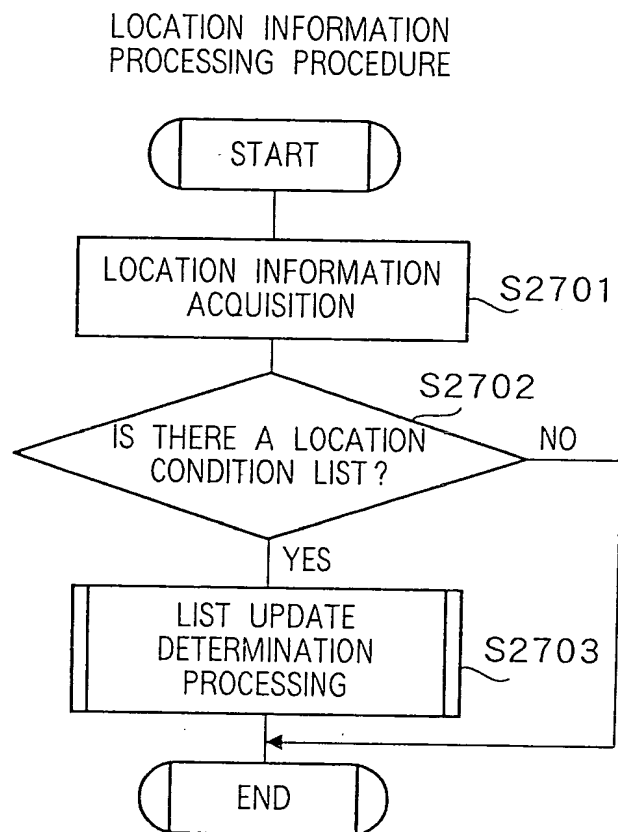 LOCATION INFORMATION
PROCESSING PROCEDURE
START
LOCATION INFORMATION
ACQUISITION
S2701
S2702
IS THERE A LOCATION
CONDITION LIST?
NO
YES
LIST UPDATE
DETERMINATION
PROCESSING
S2703
END